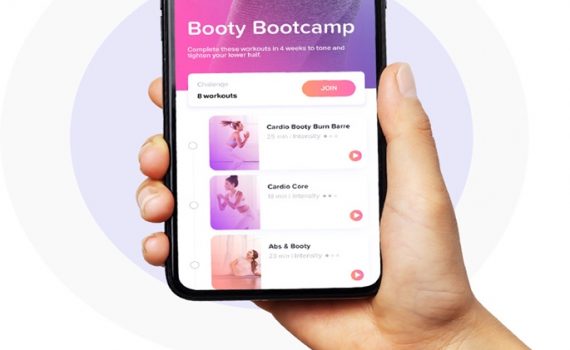 Booty Bootcamp
Complete these workouts in 4 weeks to tone and
tighten your lower half.
Challenge
8 workouts
JOIN
Cardio Booty Burn Barre
25 min | Intensity
Cardio Core
18 min | Intensity
Abs & Booty
23 min | Intensity